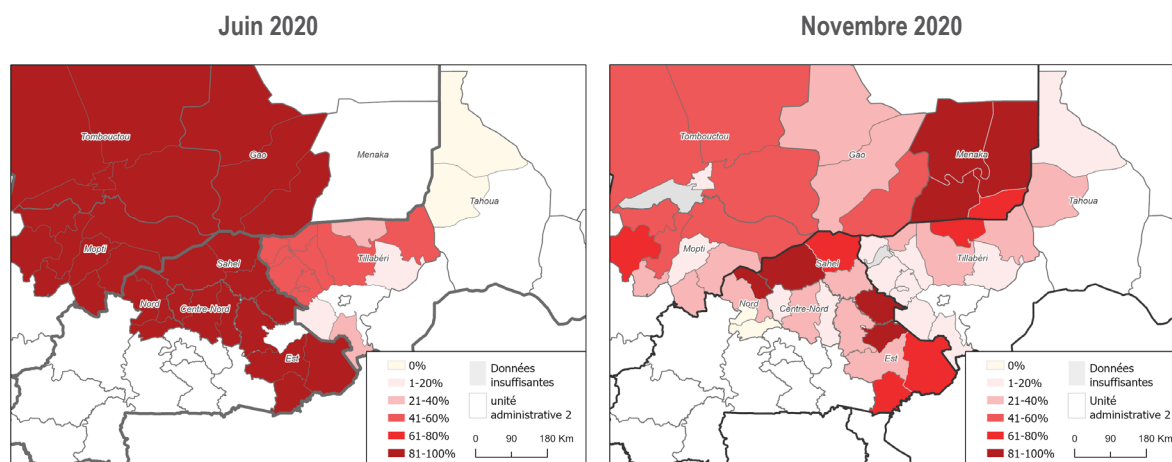 Juin 2020
Tombouctou
Gao
Menaka
Tahoua
Mopti
Sahel
Tillabéri
Nord
Centre-Nord
Est
0%
1-20%
21-40%
41-60%
61-80%
81-100%
Données
insuffisantes
unité
administrative 2
0 90 180 Km
Novembre 2020
Tombouctou
Gao
Menaka
Tahoua
Mopti
Sahel
Tillabéri
Nord
Centre-Nord
Est
0%
1-20%
21-40%
41-60%
61-80%
81-100%
Données
insuffisantes
Unité
administrative 2
0 90 180 Km